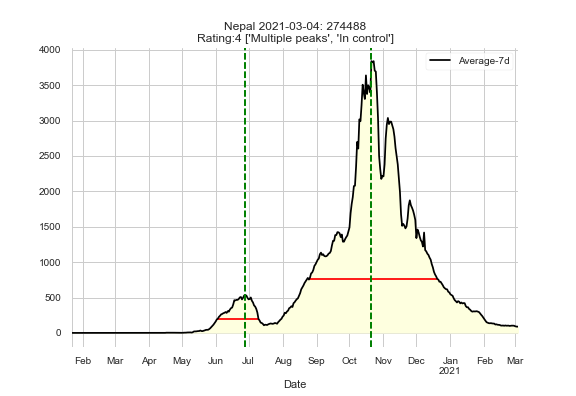 Nepal 2021-03-04: 274488
Rating:4 ['Multiple peaks', 'In control']
Average-7d
4000
3500
3000
2500
2000
1500
1000
500
0
Feb Mar Apr May Jun Jul Aug Sep Oct Nov Dec Jan Feb Mar
2021
Date